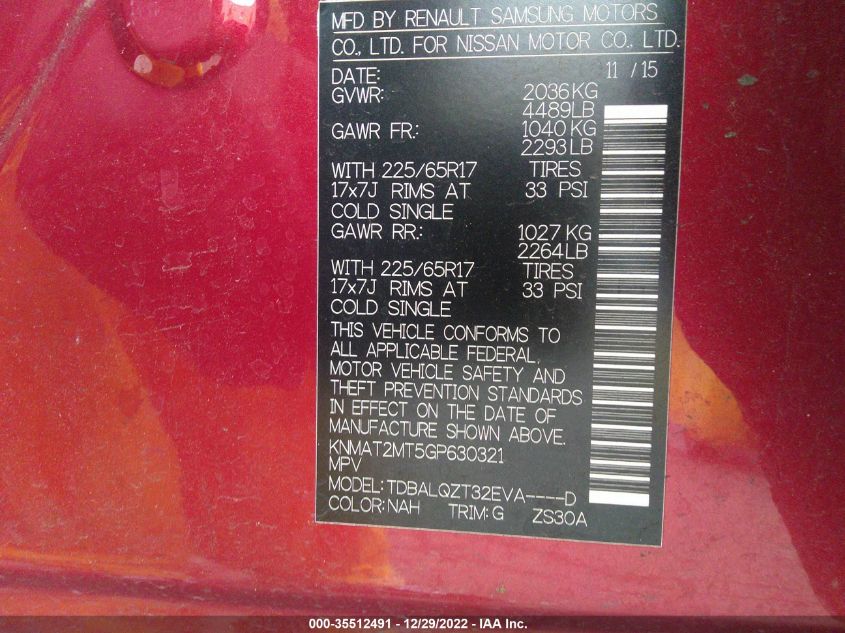 MFD BY RENAULT SAMSUNG MOTORS
CO., LTD. FOR NISSAN MOTOR CO., LTD.
DATE: 11 / 15
GVWR: 2036KG
4489LB
GAWR FR: 1040 KG
2293LB
WITH 225/65R17 TIRES
17x7J RIMS AT 33 PSI
COLD SINGLE
GAWR RR: 1027 KG
2264LB
WITH 225/65R17 TIRES
17x7J RIMS AT 33 PSI
COLD SINGLE
THIS VEHICLE CONFORMS TO
ALL APPLICABLE FEDERAL
MOTOR VEHICLE SAFETY AND
THEFT PREVENTION STANDARDS
IN EFFECT ON THE DATE OF
MANUFACTURE SHOWN ABOVE.
KNMAT2MT5GP630321
MPV
MODEL: TDBALQZT32EVA----D
COLOR: NAH TRIM: G ZS30A
000-35512491 - 12/29/2022 - IAA Inc.